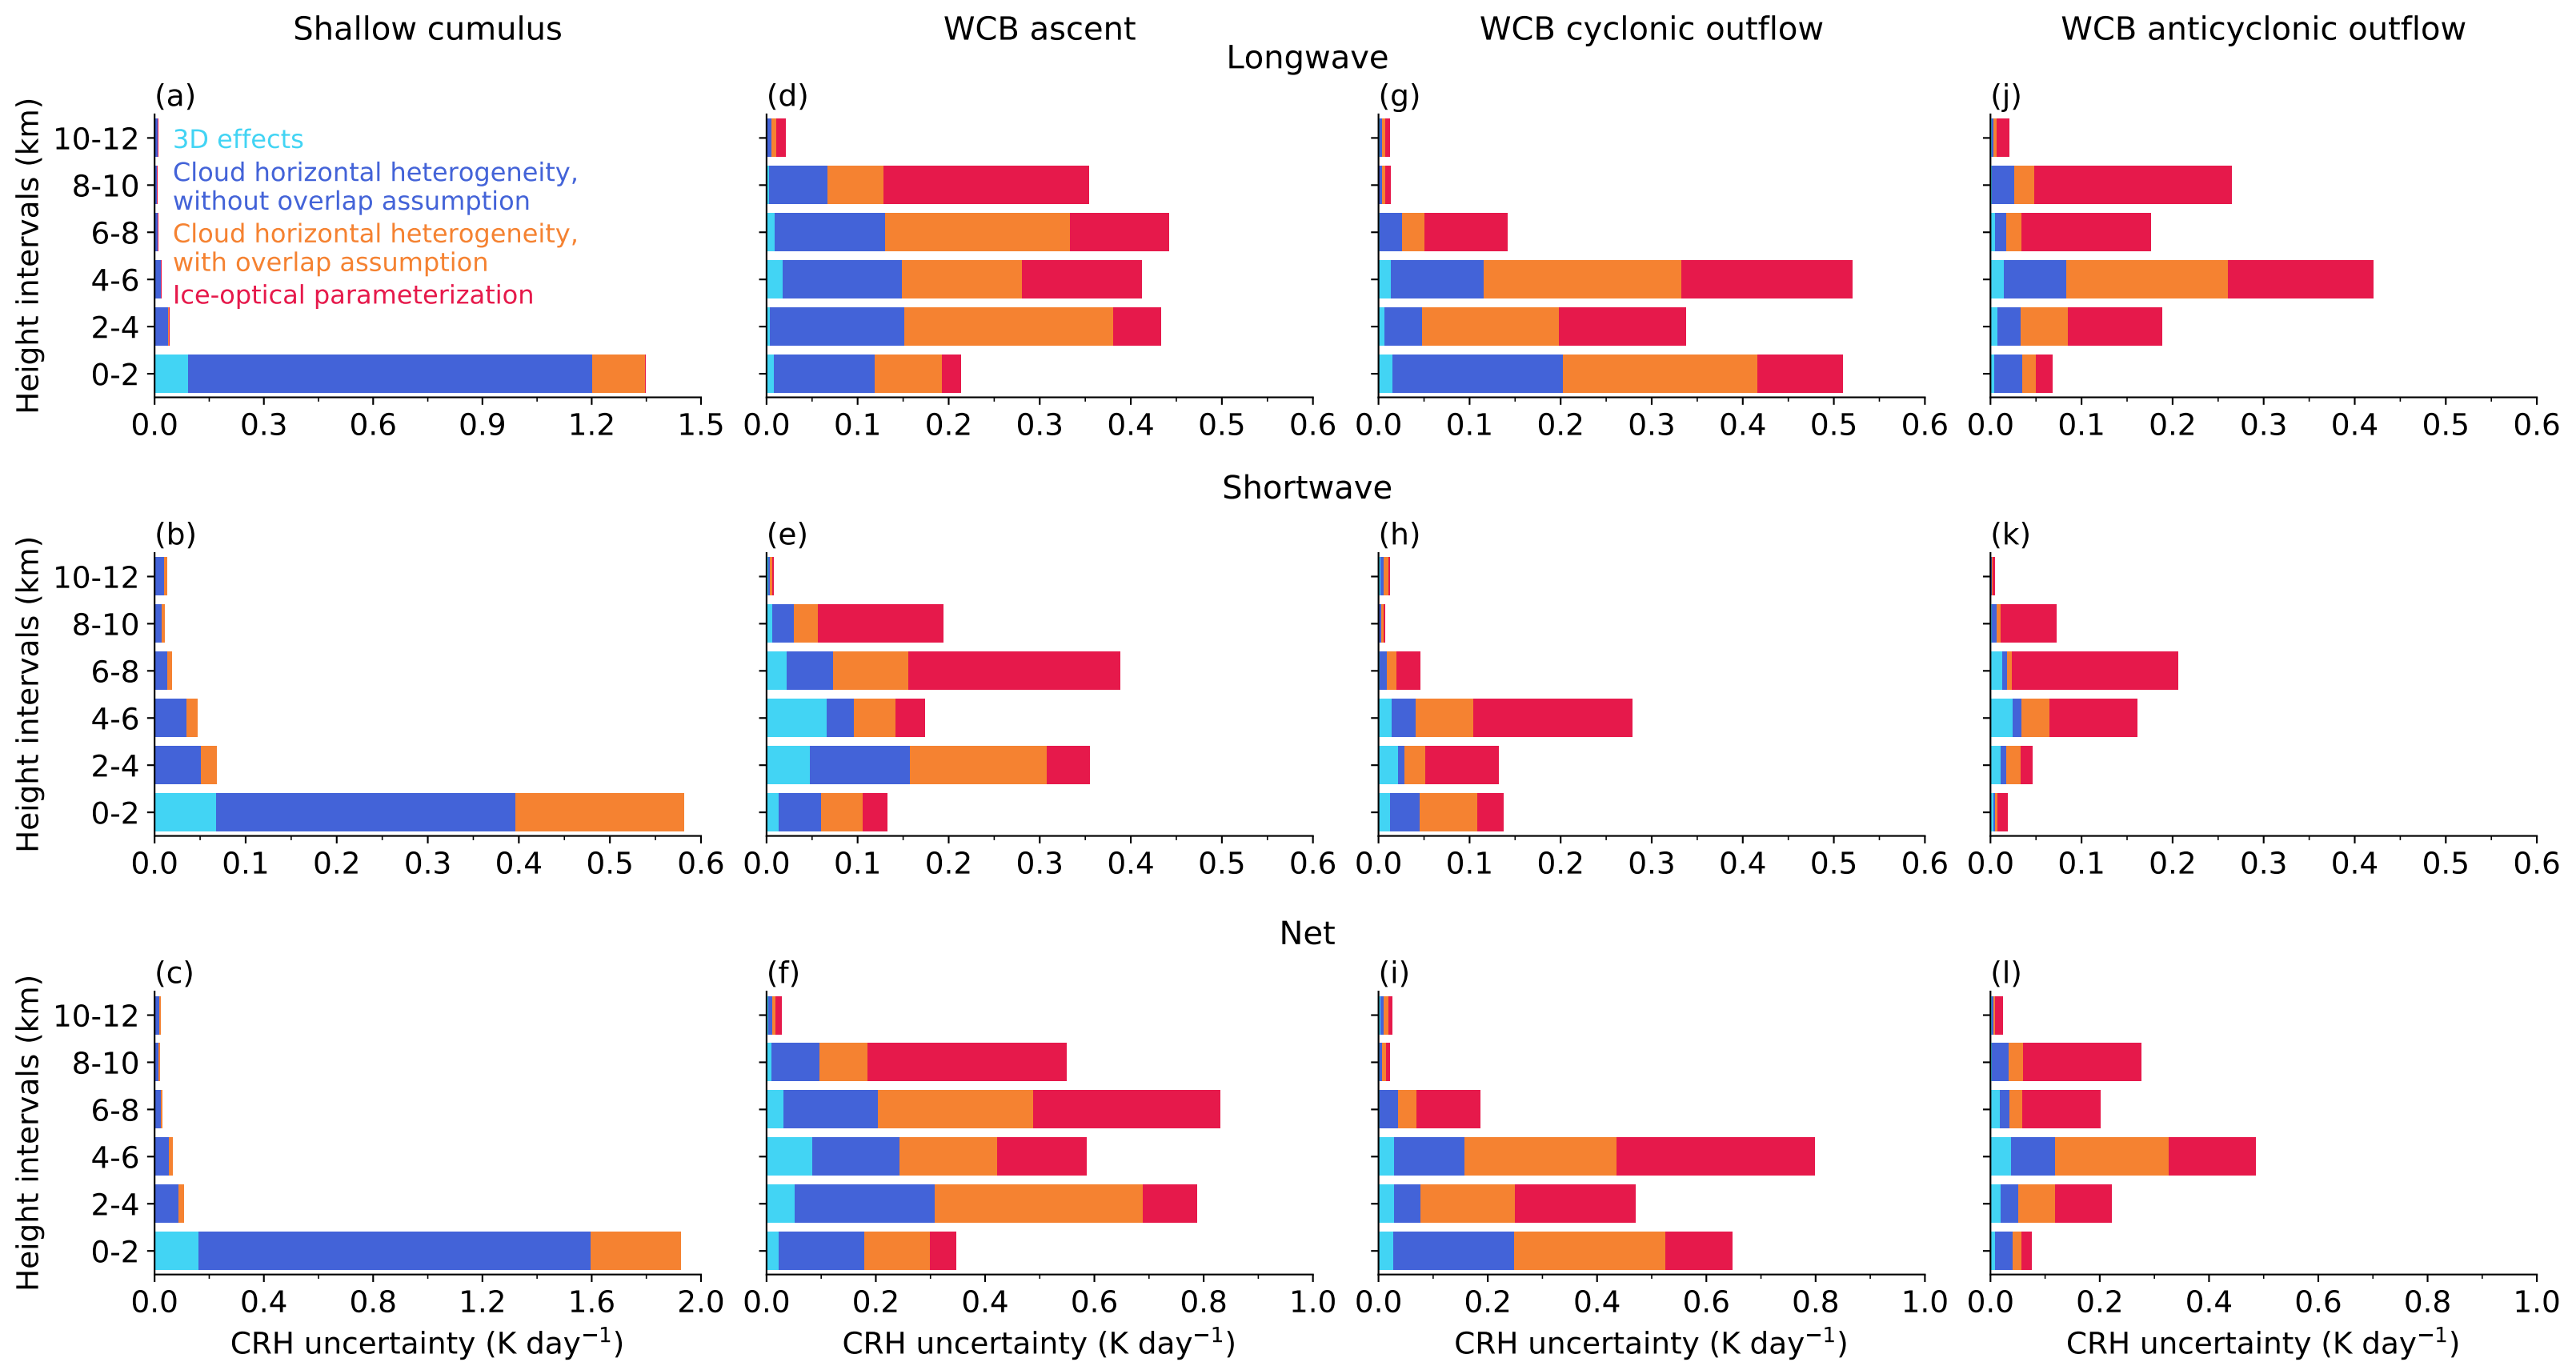 Shallow cumulus WCB ascent WCB cyclonic outflow WCB anticyclonic outflow
Longwave
(a) (d) (g) (j)
Height intervals (km)
10-12
8-10
6-8
4-6
2-4
0-2
3D effects
Cloud horizontal heterogeneity,
without overlap assumption
Cloud horizontal heterogeneity,
with overlap assumption
Ice-optical parameterization
0.0 0.3 0.6 0.9 1.2 1.5 0.0 0.1 0.2 0.3 0.4 0.5 0.6 0.0 0.1 0.2 0.3 0.4 0.5 0.6 0.0 0.1 0.2 0.3 0.4 0.5 0.6
Shortwave
(b) (e) (h) (k)
Height intervals (km)
10-12
8-10
6-8
4-6
2-4
0-2
0.0 0.1 0.2 0.3 0.4 0.5 0.6 0.0 0.1 0.2 0.3 0.4 0.5 0.6 0.0 0.1 0.2 0.3 0.4 0.5 0.6 0.0 0.1 0.2 0.3 0.4 0.5 0.6
Net
(c) (f) (i) (l)
Height intervals (km)
10-12
8-10
6-8
4-6
2-4
0-2
0.0 0.4 0.8 1.2 1.6 2.0 0.0 0.2 0.4 0.6 0.8 1.0 0.0 0.2 0.4 0.6 0.8 1.0 0.0 0.2 0.4 0.6 0.8 1.0
CRH uncertainty (K day⁻¹) CRH uncertainty (K day⁻¹) CRH uncertainty (K day⁻¹) CRH uncertainty (K day⁻¹)